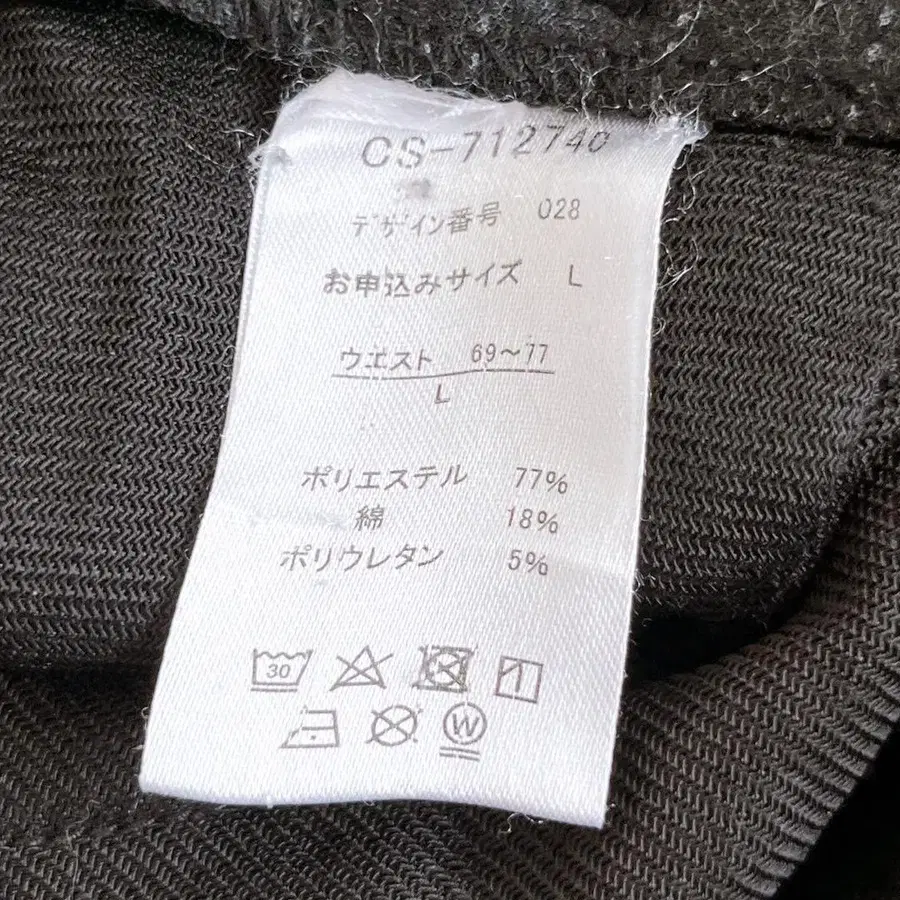 CS-712740
デザイン番号 028
お申込みサイズ L
ウエスト 69〜77
L
ポリエステル 77%
綿 18%
ポリウレタン 5%
30
W